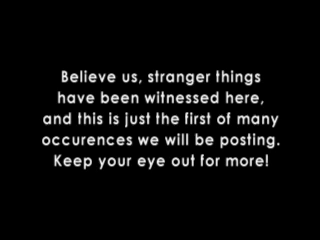 Believe us, stranger things
have been witnessed here,
and this is just the first of many
occurences we will be posting.
Keep your eye out for more!